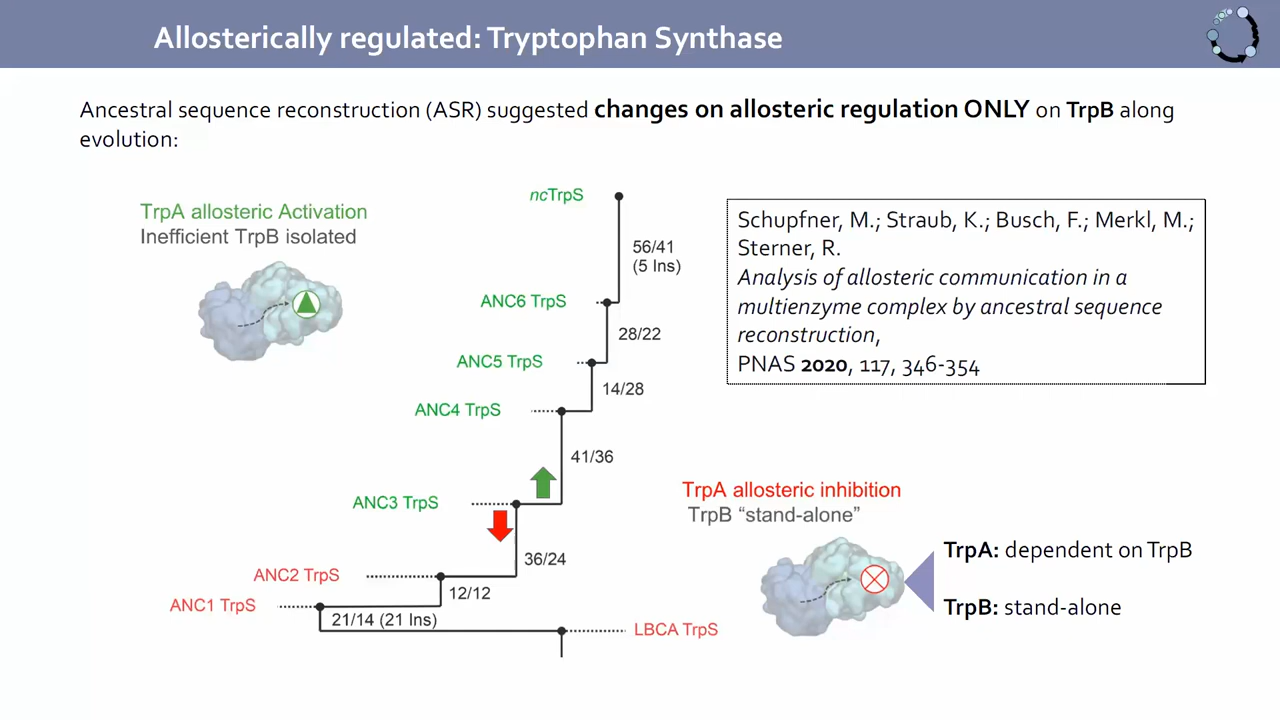 Allosterically regulated: Tryptophan Synthase
Ancestral sequence reconstruction (ASR) suggested changes on allosteric regulation ONLY on TrpB along
evolution:
TrpA allosteric Activation
Inefficient TrpB isolated
ncTrpS
56/41
(5 Ins)
ANC6 TrpS
28/22
ANC5 TrpS
14/28
ANC4 TrpS
41/36
ANC3 TrpS
36/24
ANC2 TrpS
12/12
ANC1 TrpS
21/14 (21 Ins)
LBCA TrpS
Schupfner, M.; Straub, K.; Busch, F.; Merkl, M.;
Sterner, R.
Analysis of allosteric communication in a
multienzyme complex by ancestral sequence
reconstruction,
PNAS 2020, 117, 346-354
TrpA allosteric inhibition
TrpB “stand-alone”
TrpA: dependent on TrpB
TrpB: stand-alone